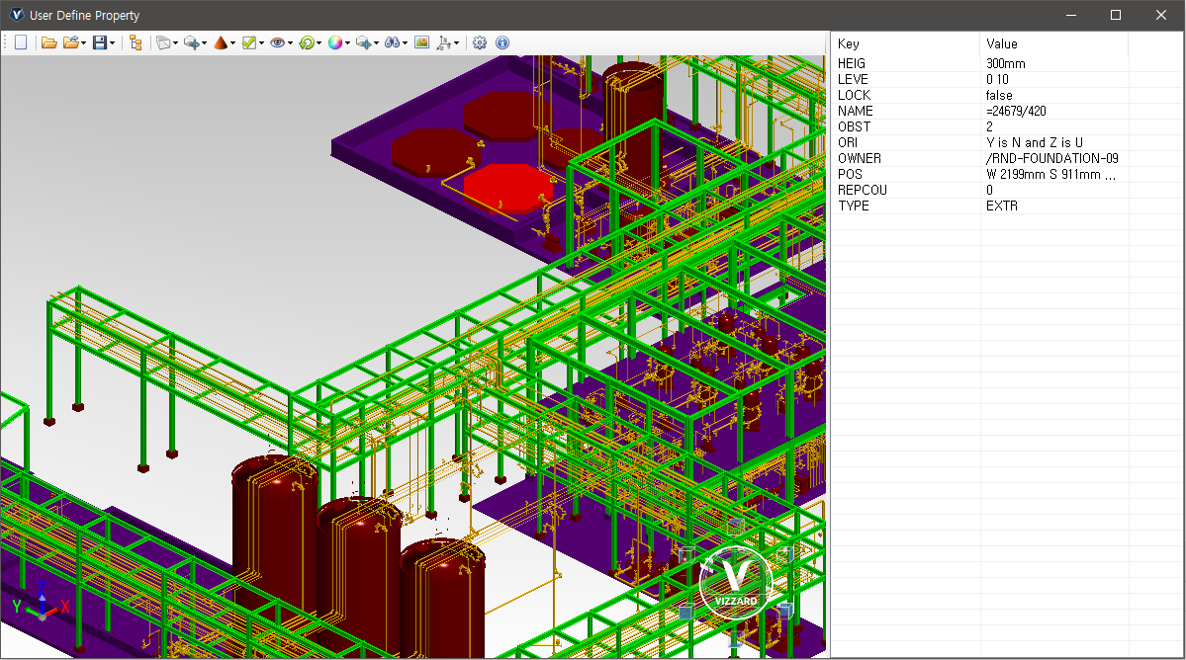 User Define Property
Key Value
HEIG 300mm
LEVE 0 10
LOCK false
NAME =24679/420
OBST 2
ORI Y is N and Z is U
OWNER /RND-FOUNDATION-09
POS W 2199mm S 911mm ...
REPCOU 0
TYPE EXTR
Z
Y X
V
VIZZARD